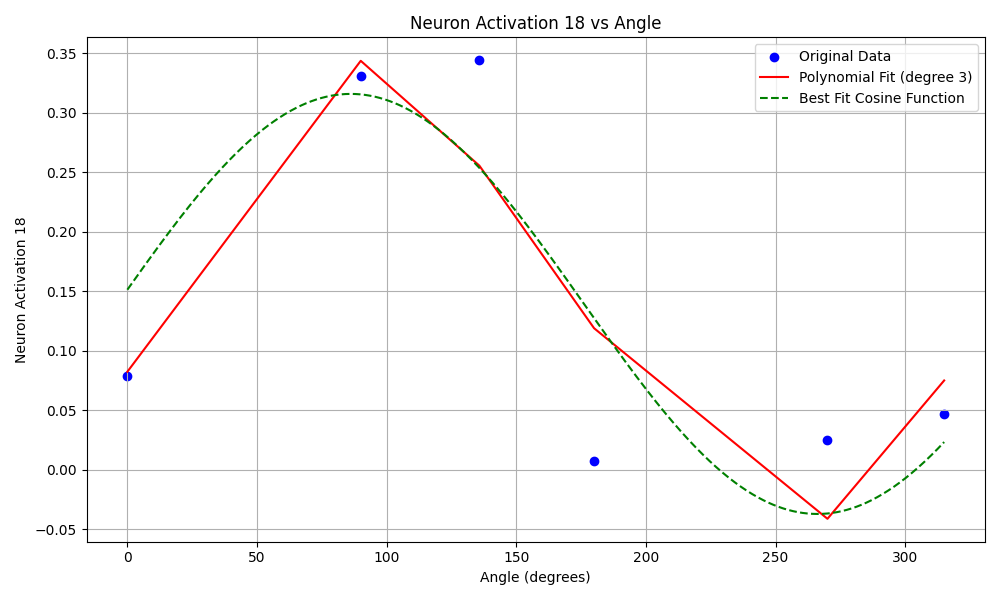 Neuron Activation 18 vs Angle
Original Data
Polynomial Fit (degree 3)
Best Fit Cosine Function
Neuron Activation 18
0.35
0.30
0.25
0.20
0.15
0.10
0.05
0.00
−0.05
0
50
100
150
200
250
300
Angle (degrees)